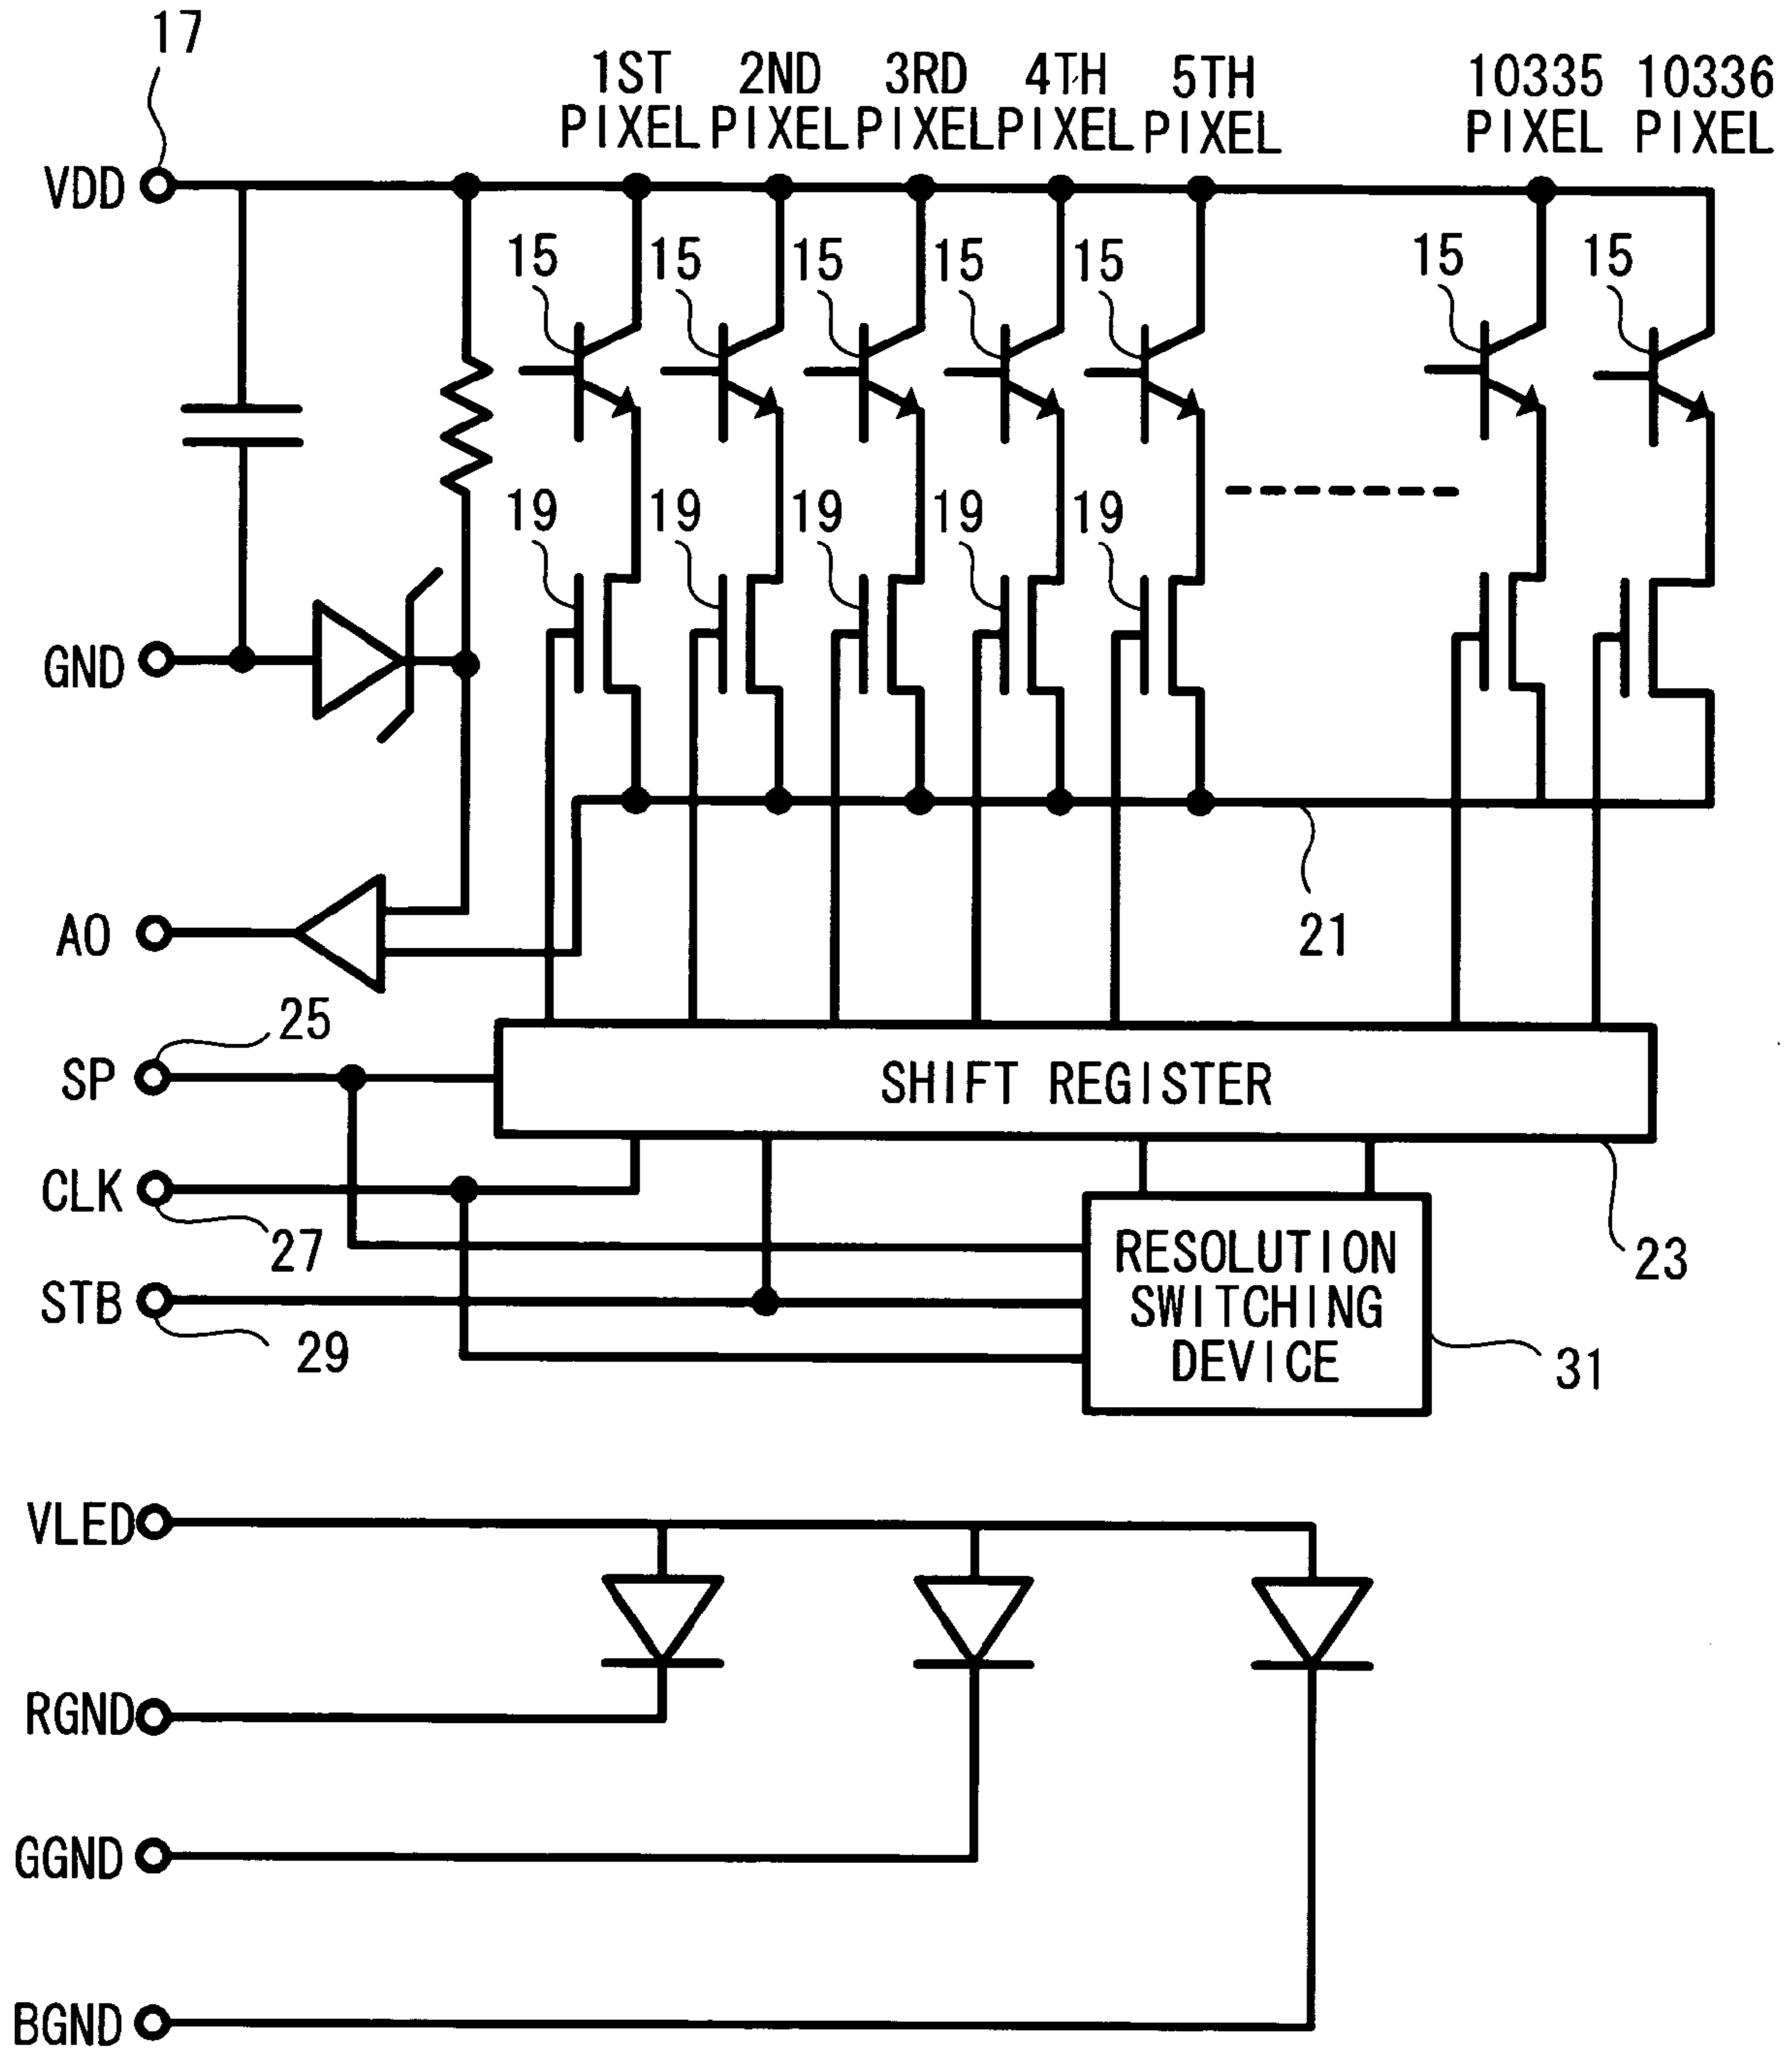 17
1ST PIXEL
2ND PIXEL
3RD PIXEL
4TH PIXEL
5TH PIXEL
10335 PIXEL
10336 PIXEL
VDD
15 15 15 15 15 15 15
19 19 19 19 19
GND
AO
21
25
SP
SHIFT REGISTER
CLK
27
23
RESOLUTION
SWITCHING
DEVICE
STB
29
31
VLED
RGND
GGND
BGND